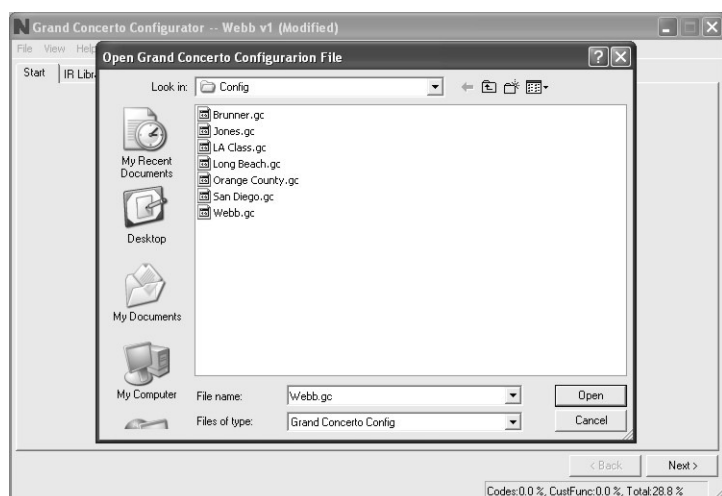 N Grand Concerto Configurator -- Webb v1 (Modified)
File View Help
Start IR Libr
Open Grand Concerto Configurarion File
Look in: Config
Brunner.gc
Jones.gc
LA Class.gc
Long Beach.gc
Orange County.gc
San Diego.gc
Webb.gc
My Recent
Documents
Desktop
My Documents
My Computer
File name: Webb.gc Open
Files of type: Grand Concerto Config Cancel
< Back Next >
Codes:0.0 %, CustFunc:0.0 %, Total:28.8 %